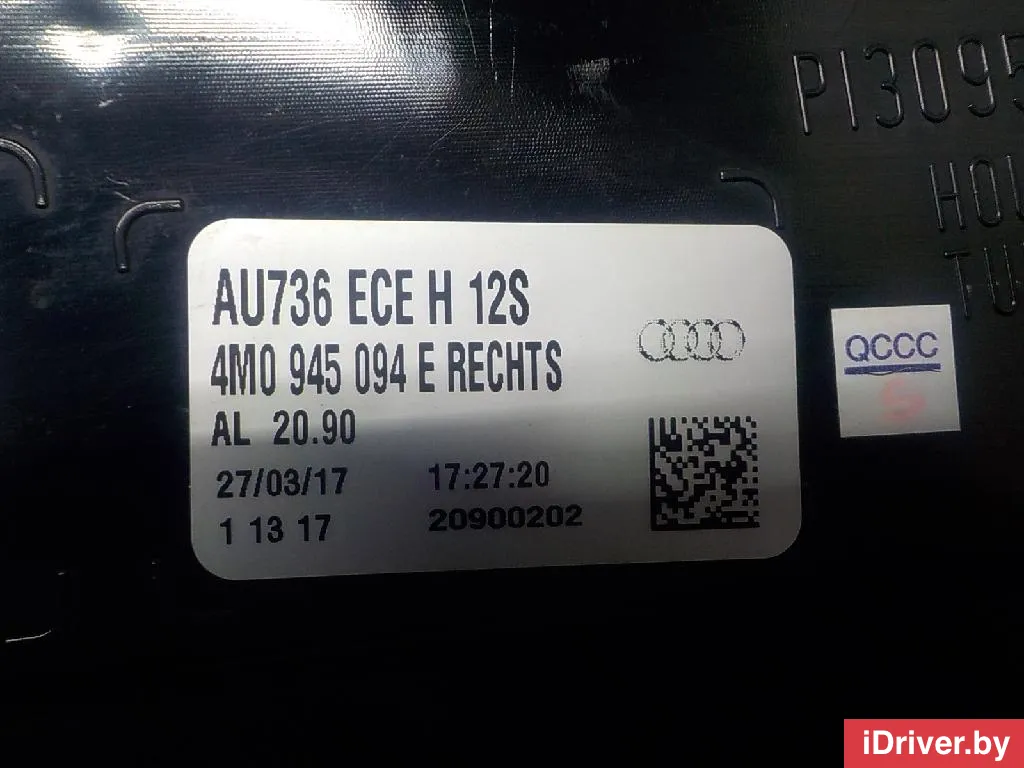 PI3095
AU736 ECE H 12S
4M0 945 094 E RECHTS
AL 20.90
27/03/17 17:27:20
1 13 17 20900202
QCCC
iDriver.by